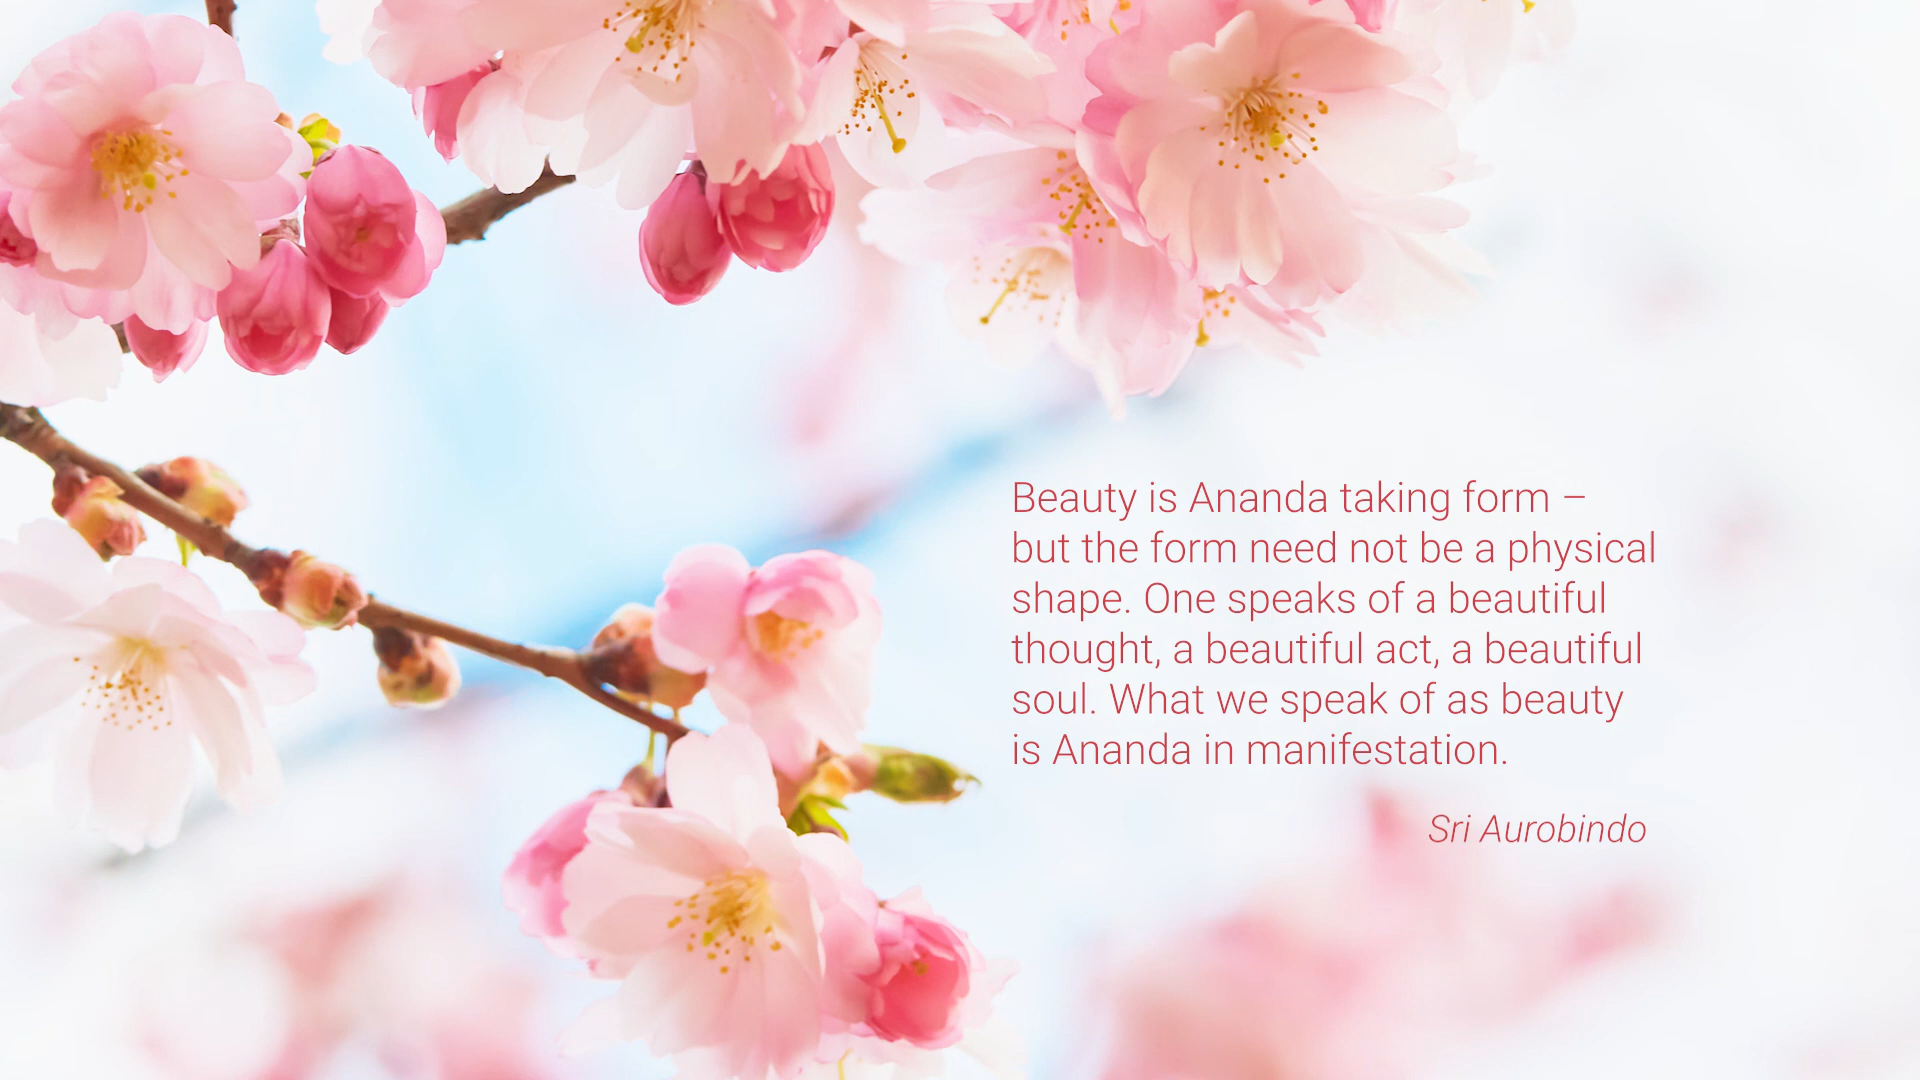 Beauty is Ananda taking form –
but the form need not be a physical
shape. One speaks of a beautiful
thought, a beautiful act, a beautiful
soul. What we speak of as beauty
is Ananda in manifestation.
Sri Aurobindo